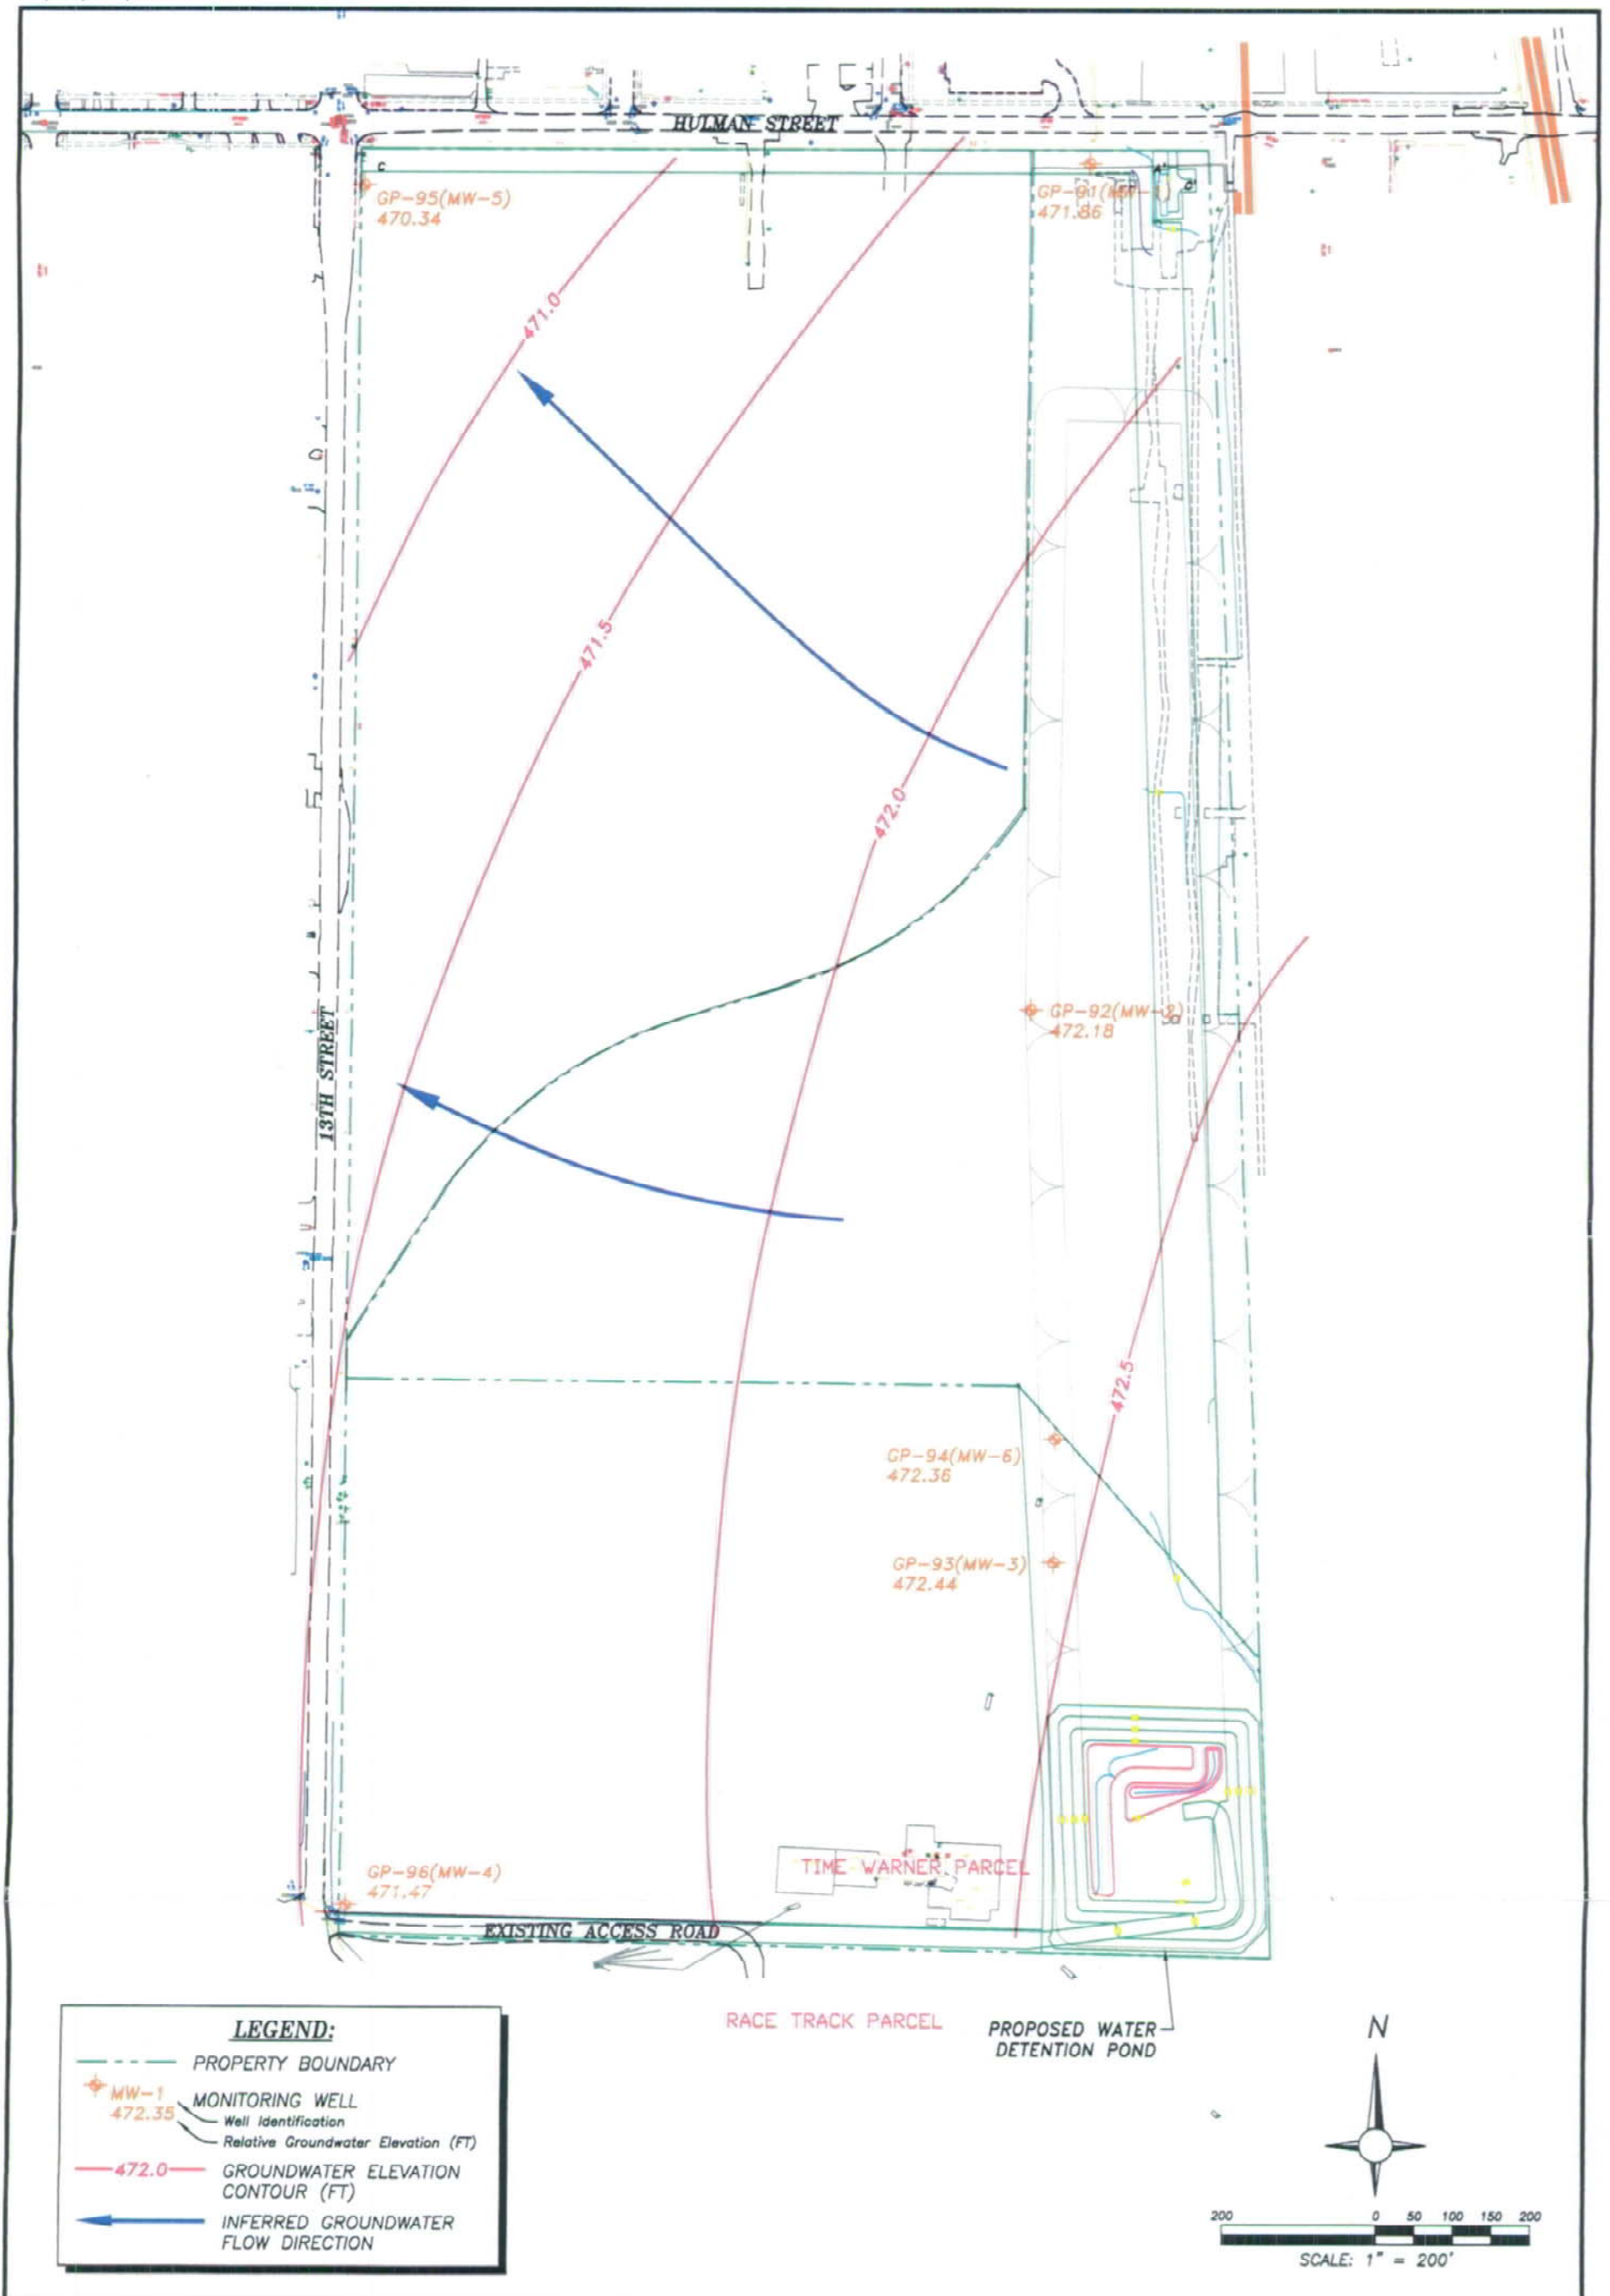 HULMAN STREET
C
GP-95(MW-5)
470.34
GP-91(MW-1)
471.86
A'
471.0
471.5
472.0
13TH STREET
GP-92(MW-2)
472.18
472.5
GP-94(MW-6)
472.36
GP-93(MW-3)
472.44
GP-96(MW-4)
471.47
TIME WARNER PARCEL
EXISTING ACCESS ROAD
RACE TRACK PARCEL
PROPOSED WATER
DETENTION POND
LEGEND:
PROPERTY BOUNDARY
MW-1
472.35
MONITORING WELL
Well Identification
Relative Groundwater Elevation (FT)
472.0
GROUNDWATER ELEVATION
CONTOUR (FT)
INFERRED GROUNDWATER
FLOW DIRECTION
N
200 0 50 100 150 200
SCALE: 1" = 200'